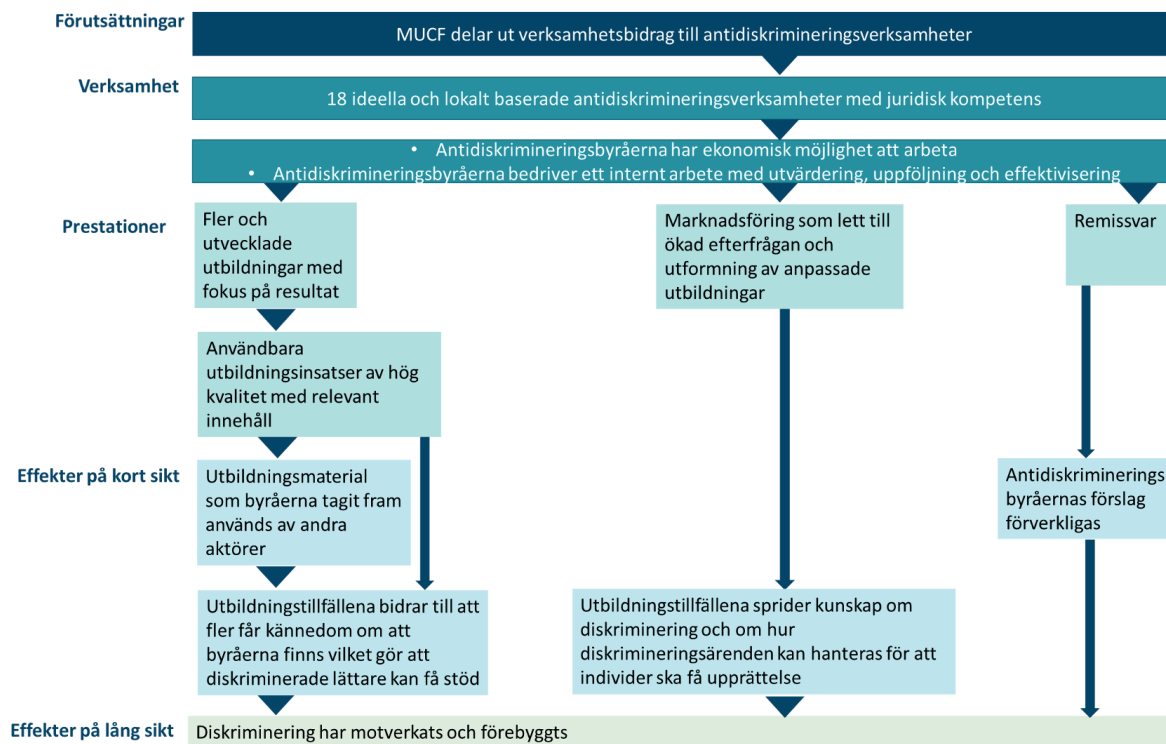 Förutsättningar
MUCF delar ut verksamhetsbidrag till antidiskrimineringsverksamheter
Verksamhet
18 ideella och lokalt baserade antidiskrimineringsverksamheter med juridisk kompetens
• Antidiskrimineringsbyråerna har ekonomisk möjlighet att arbeta
• Antidiskrimineringsbyråerna bedriver ett internt arbete med utvärdering, uppföljning och effektivisering
Prestationer
Fler och
utvecklade
utbildningar med
fokus på resultat
Marknadsföring som lett till
ökad efterfrågan och
utformning av anpassade
utbildningar
Remissvar
Användbara
utbildningsinsatser av hög
kvalitet med relevant
innehåll
Effekter på kort sikt
Utbildningsmaterial
som byråerna tagit fram
används av andra
aktörer
Antidiskriminerings
byråernas förslag
förverkligas
Utbildningstillfällena bidrar till att
fler får kännedom om att
byråerna finns vilket gör att
diskriminerade lättare kan få stöd
Utbildningstillfällena sprider kunskap om
diskriminering och om hur
diskrimineringsärenden kan hanteras för att
individer ska få upprättelse
Effekter på lång sikt
Diskriminering har motverkats och förebyggts